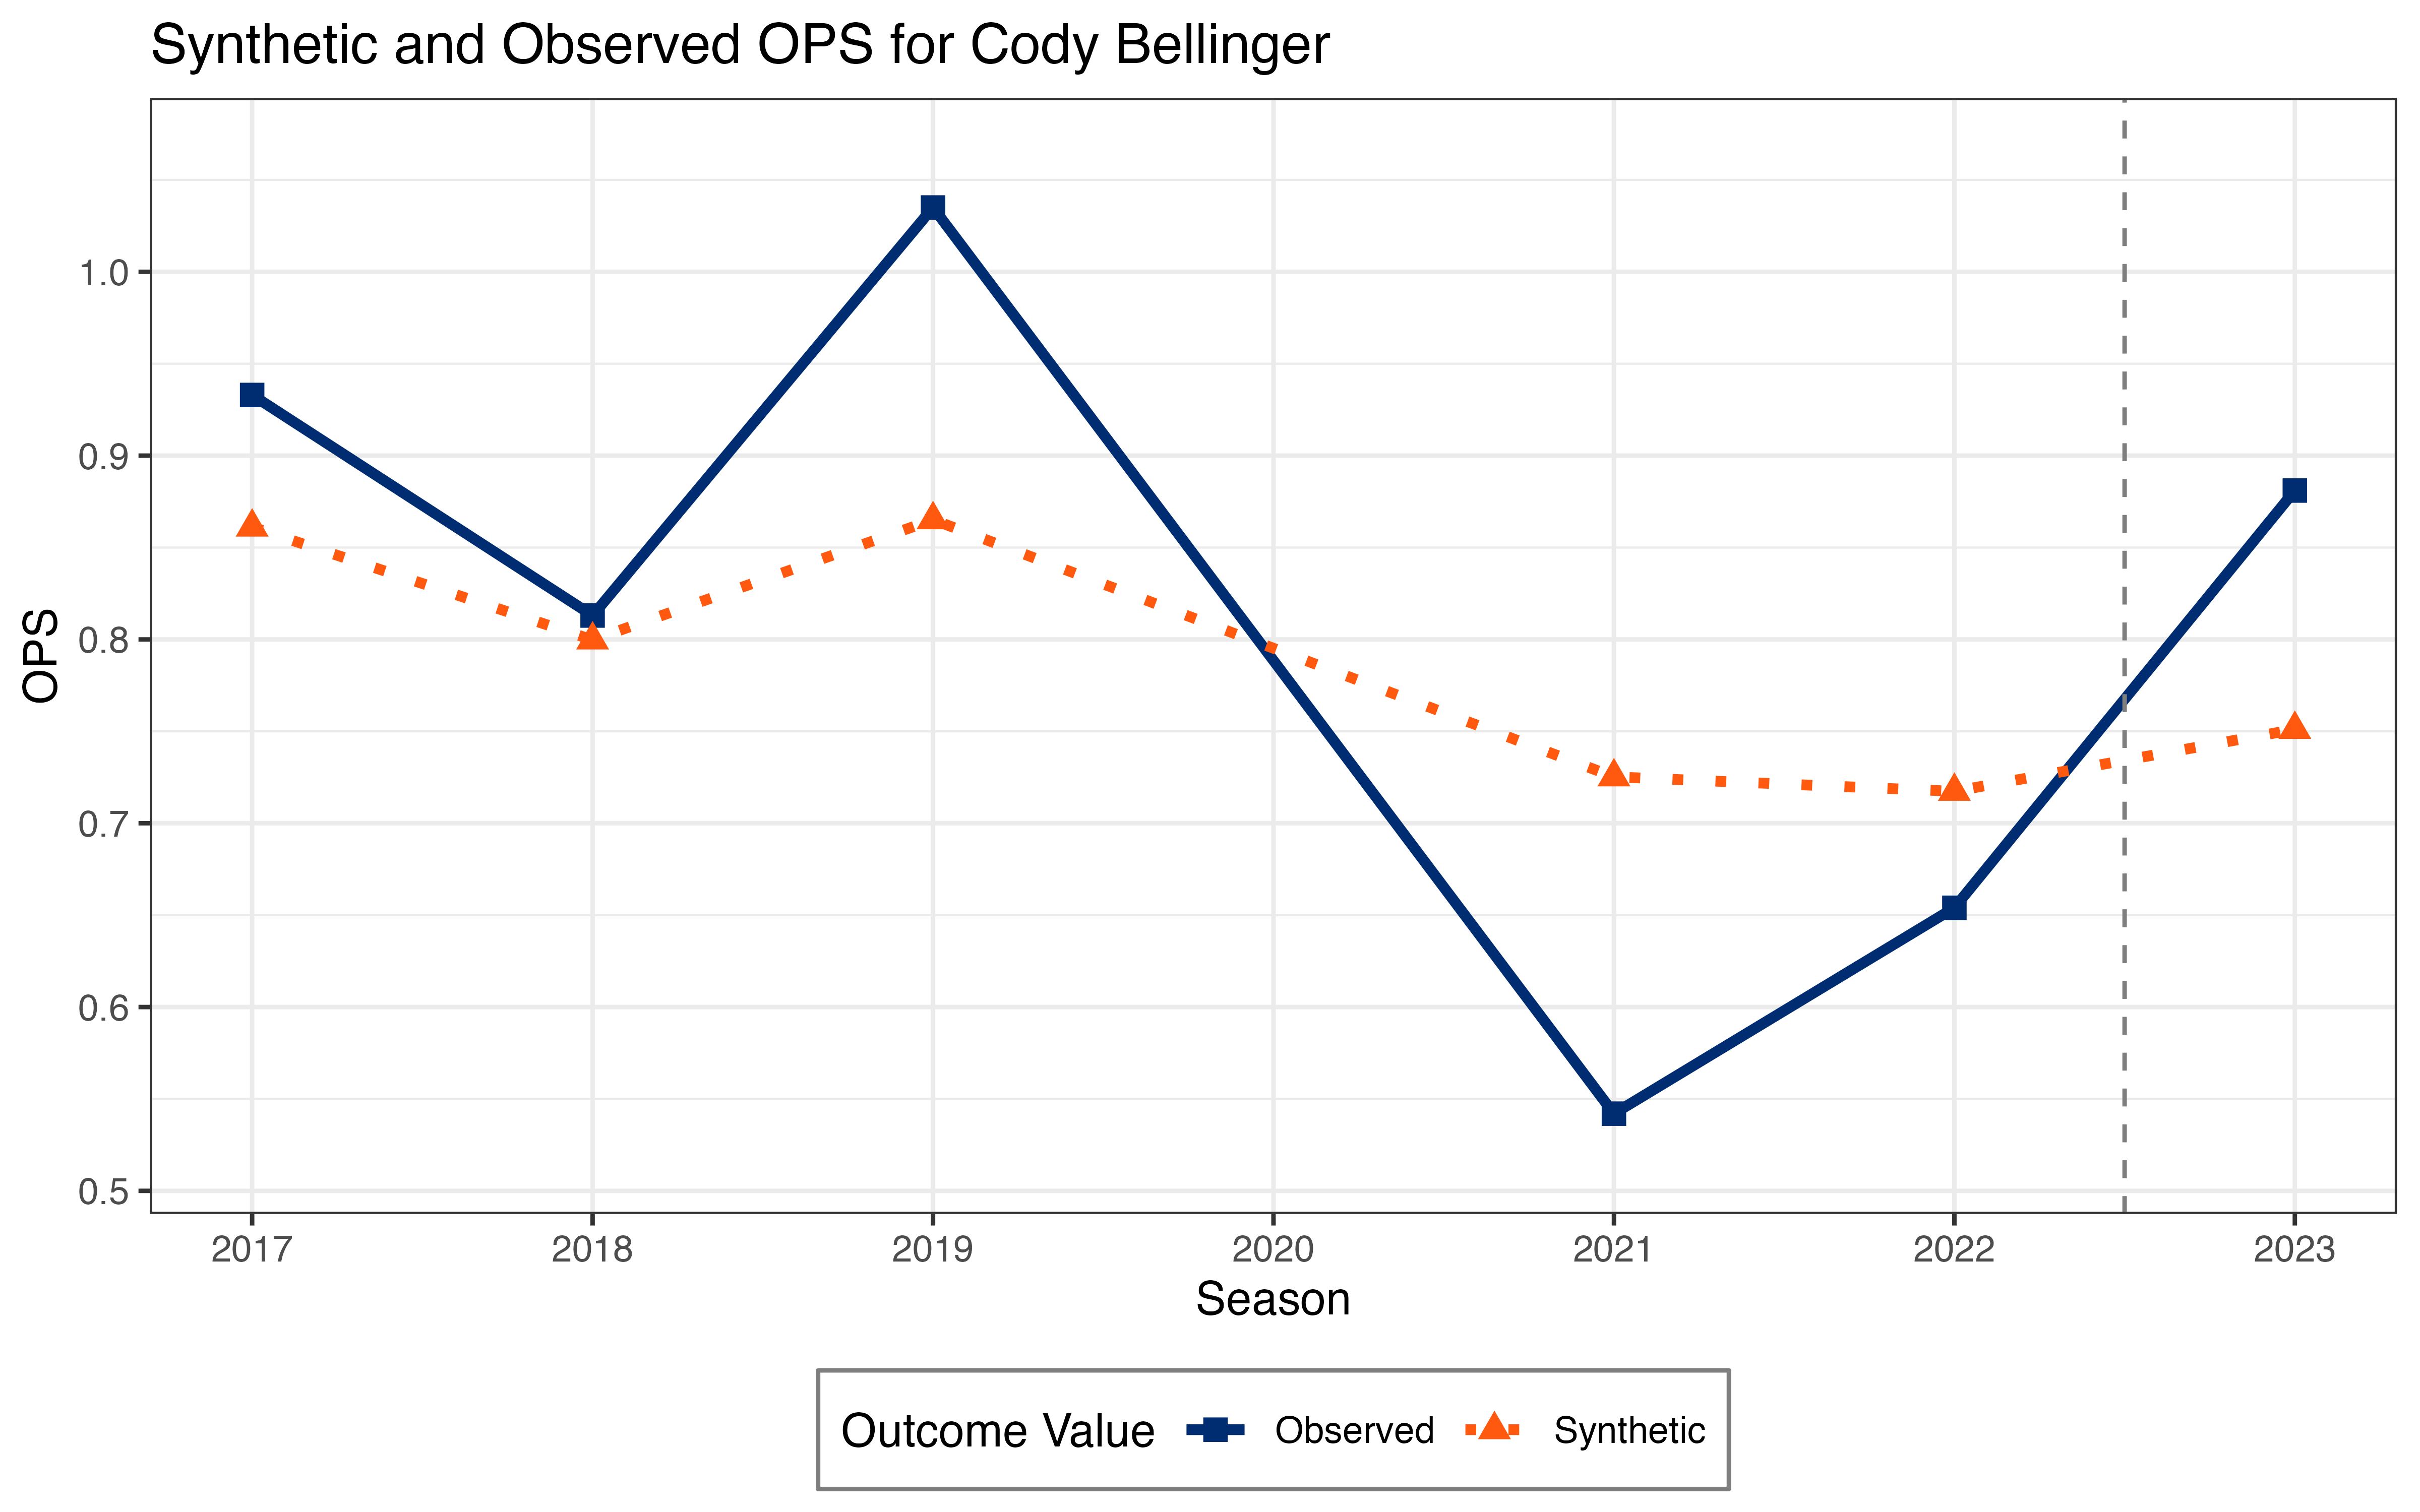 Synthetic and Observed OPS for Cody Bellinger
OPS
1.0
0.9
0.8
0.7
0.6
0.5
2017 2018 2019 2020 2021 2022 2023
Season
Outcome Value Observed Synthetic